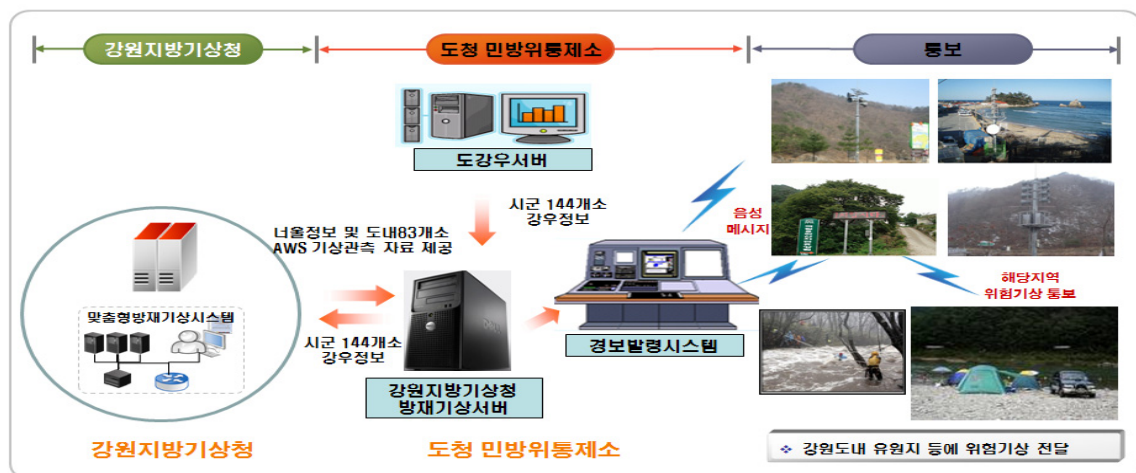 강원지방기상청
도청 민방위통제소
통보
도강우서버
시군 144개소
강우정보
너울정보 및 도내83개소
AWS 기상관측 자료 제공
음성
메시지
맞춤형방재기상시스템
시군 144개소
강우정보
강원지방기상청
방재기상서버
경보발령시스템
해당지역
위험기상 통보
강원지방기상청
도청 민방위통제소
❖ 강원도내 유원지 등에 위험기상 전달